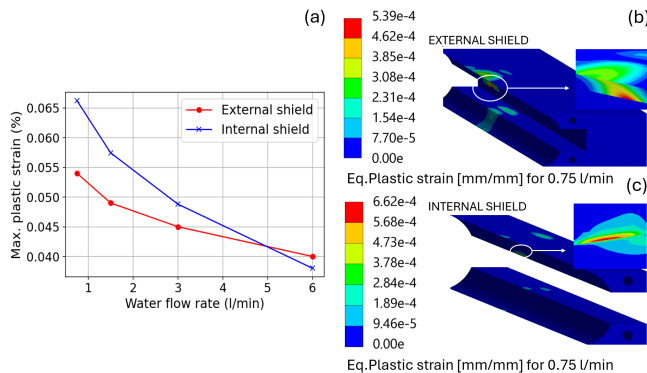 (a)
0.065
0.060
0.055
0.050
0.045
0.040
Max. plastic strain (%)
External shield
Internal shield
1 2 3 4 5 6
Water flow rate (l/min)
(b)
5.39e-4
4.62e-4
3.85e-4
3.08e-4
2.31e-4
1.54e-4
7.70e-5
0.00e
EXTERNAL SHIELD
Eq.Plastic strain [mm/mm] for 0.75 l/min
(c)
6.62e-4
5.68e-4
4.73e-4
3.78e-4
2.84e-4
1.89e-4
9.46e-5
0.00e
INTERNAL SHIELD
Eq.Plastic strain [mm/mm] for 0.75 l/min